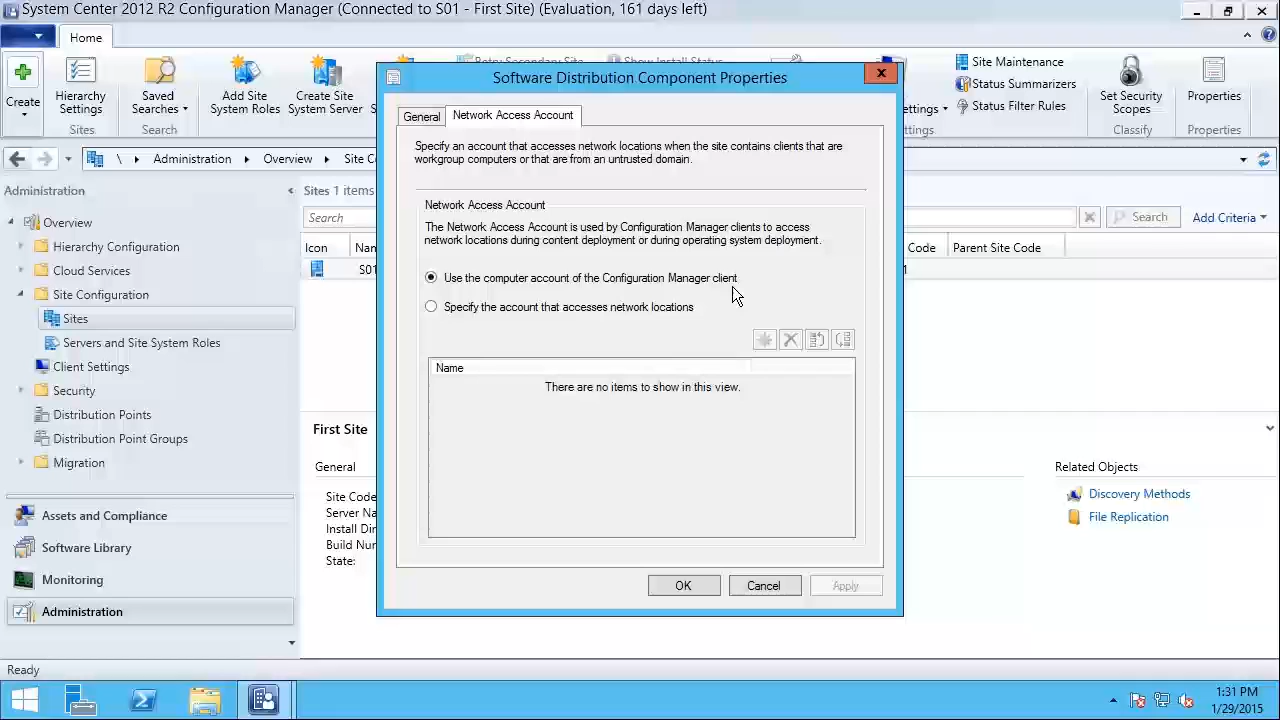 System Center 2012 R2 Configuration Manager (Connected to S01 - First Site) (Evaluation, 161 days left)
Home
Create
Hierarchy Settings
Sites
Saved Searches
Search
Add Site System Roles
Create Site System Server
Retry Secondary Site
Show Install Status
Settings
Site Maintenance
Status Summarizers
Status Filter Rules
Set Security Scopes
Classify
Properties
Properties
\ Administration Overview
Administration
Overview
Hierarchy Configuration
Cloud Services
Site Configuration
Sites
Servers and Site System Roles
Client Settings
Security
Distribution Points
Distribution Point Groups
Migration
Assets and Compliance
Software Library
Monitoring
Administration
Sites 1 items
Search
Search
Add Criteria
Icon
Code
Parent Site Code
S01
First Site
General
Site Code
State:
Related Objects
Discovery Methods
File Replication
Software Distribution Component Properties
General
Network Access Account
Specify an account that accesses network locations when the site contains clients that are
workgroup computers or that are from an untrusted domain.
Network Access Account
The Network Access Account is used by Configuration Manager clients to access
network locations during content deployment or during operating system deployment.
Use the computer account of the Configuration Manager client
Specify the account that accesses network locations
Name
There are no items to show in this view.
OK
Cancel
Apply
Ready
1:31 PM
1/29/2015